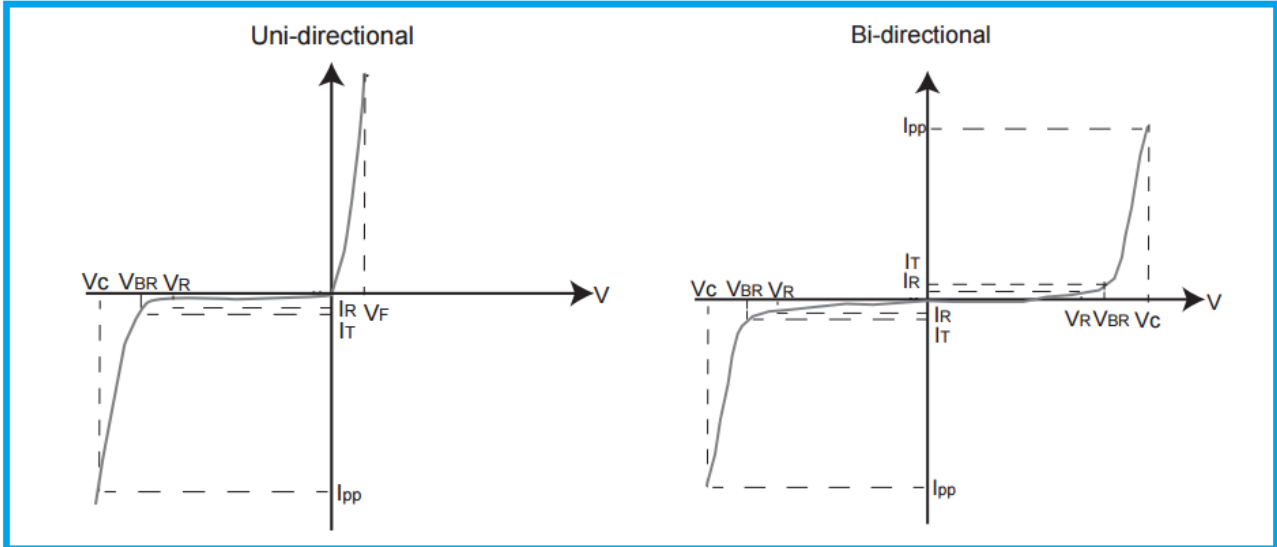 Uni-directional
Bi-directional
Ipp
IT
IR
Vc VBR VR
V
IR VF
IT
Ipp
Vc VBR VR
V
IR
IT
VR VBR Vc
Ipp